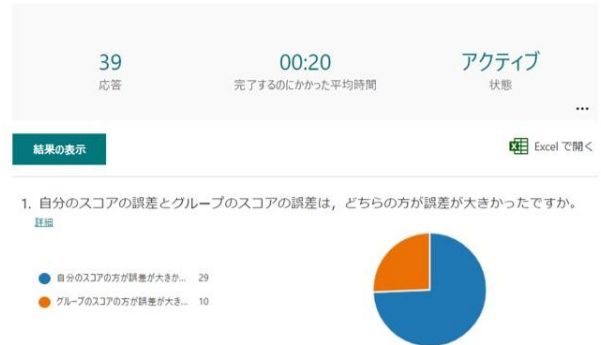 39
応答
00:20
完了するのにかかった平均時間
アクティブ
状態
...
結果の表示
Excel で開く
1. 自分のスコアの誤差とグループのスコアの誤差は，どちらの方が誤差が大きかったですか。
詳細
自分のスコアの方が誤差が大きか... 29
グループのスコアの方が誤差が大き... 10